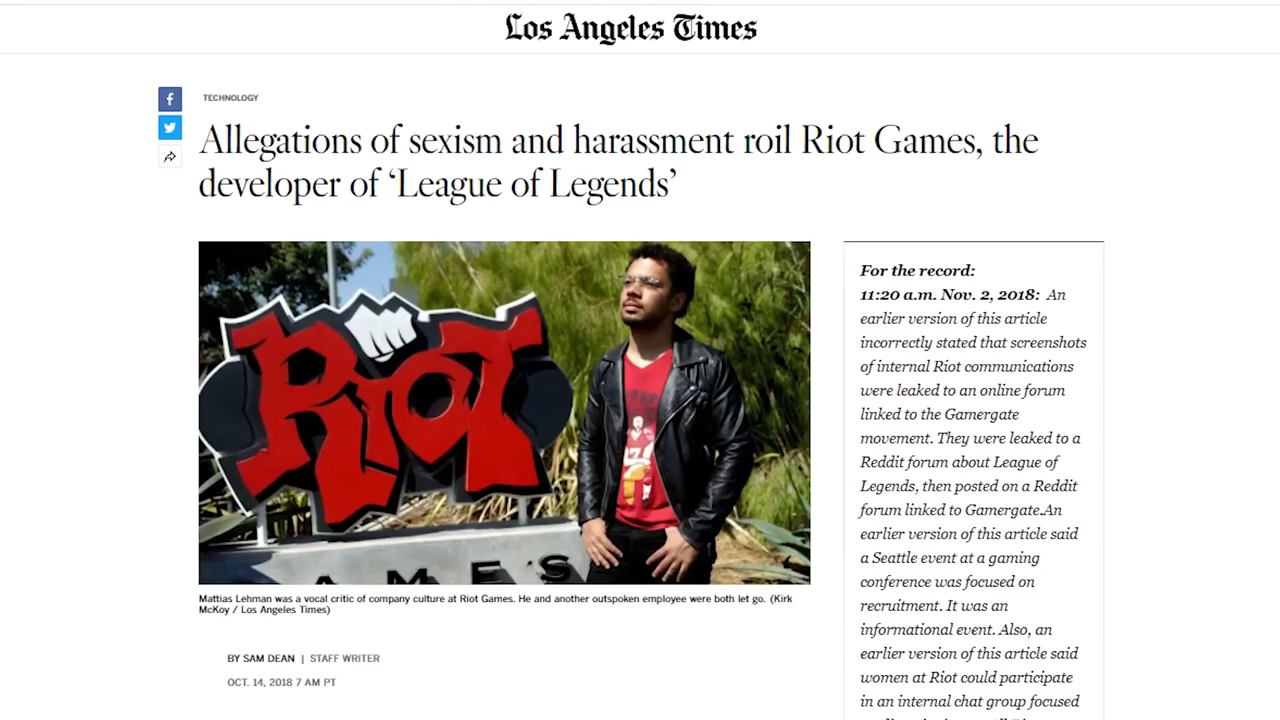 Los Angeles Times
TECHNOLOGY
Allegations of sexism and harassment roil Riot Games, the
developer of ‘League of Legends’
RIOT
AMES
Mattias Lehman was a vocal critic of company culture at Riot Games. He and another outspoken employee were both let go. (Kirk
McKoy / Los Angeles Times)
BY SAM DEAN | STAFF WRITER
OCT. 14, 2018 7 AM PT
For the record:
11:20 a.m. Nov. 2, 2018: An
earlier version of this article
incorrectly stated that screenshots
of internal Riot communications
were leaked to an online forum
linked to the Gamergate
movement. They were leaked to a
Reddit forum about League of
Legends, then posted on a Reddit
forum linked to Gamergate.An
earlier version of this article said
a Seattle event at a gaming
conference was focused on
recruitment. It was an
informational event. Also, an
earlier version of this article said
women at Riot could participate
in an internal chat group focused